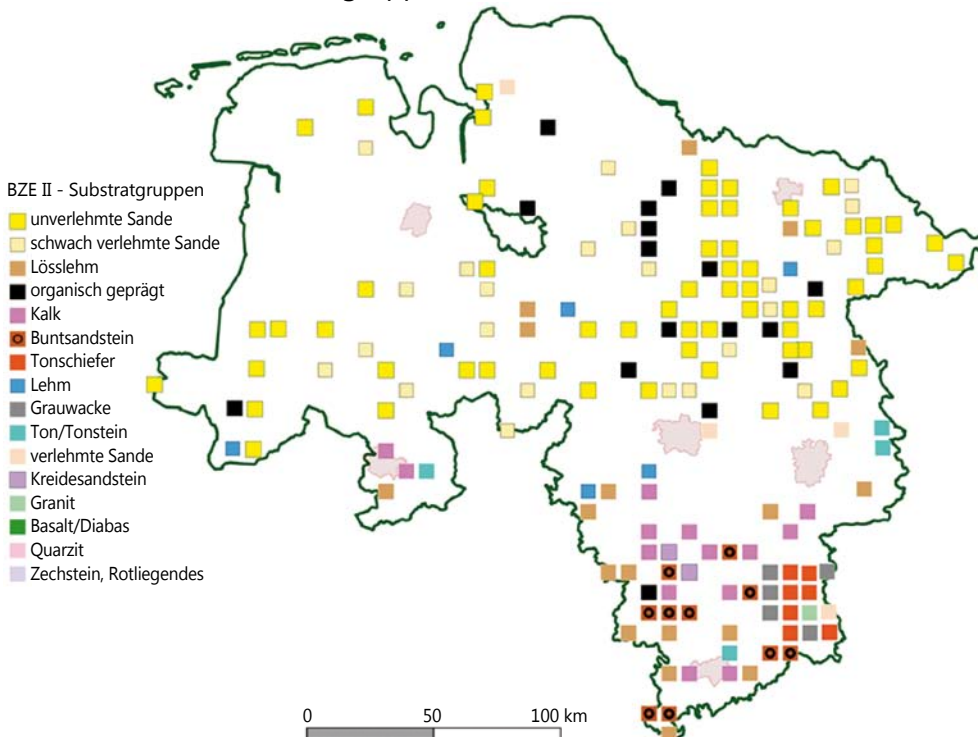 BZE II - Substratgruppen
unverlehmte Sande
schwach verlehmte Sande
Lösslehm
organisch geprägt
Kalk
Buntsandstein
Tonschiefer
Lehm
Grauwacke
Ton/Tonstein
verlehmte Sande
Kreidesandstein
Granit
Basalt/Diabas
Quarzit
Zechstein, Rotliegendes
0 50 100 km